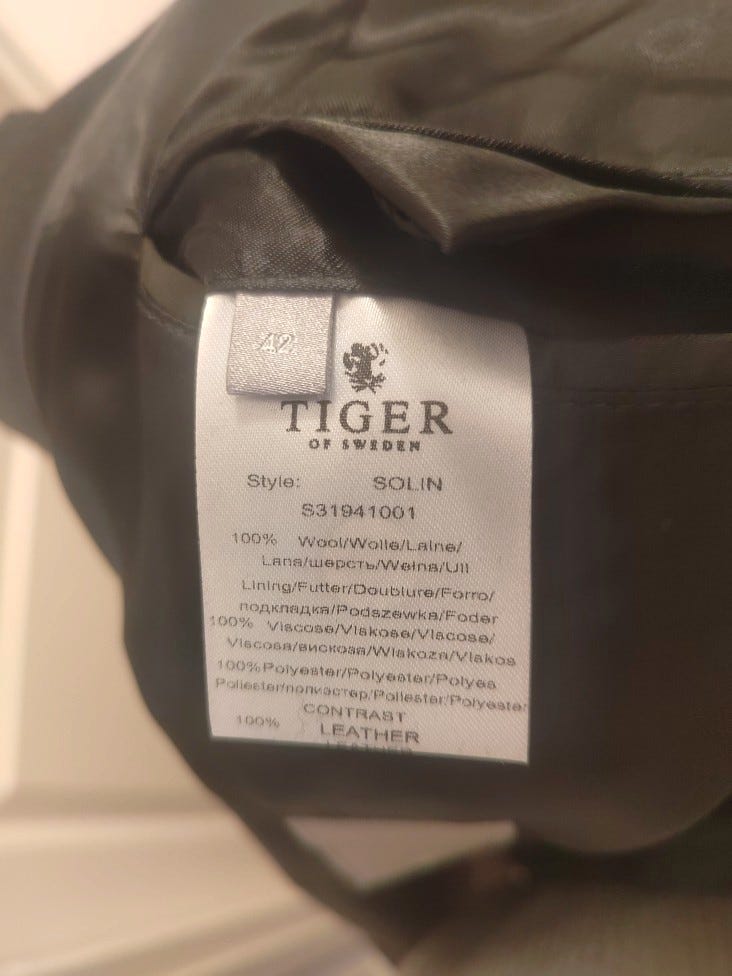 42
TIGER
OF SWEDEN
Style: SOLIN
S31941001
100% Wool/Wolle/Laine/
Lana/шерсть/Wełna/Ull
Lining/Futter/Doublure/Forro/
подкладка/Podszewka/Foder
100% Viscose/Viskose/Viscose/
Viscosa/вискоза/Wiskoza/Viskos
100% Polyester/Polyester/Polyes
Poliester/полиэстер/Poliester/Polyester
CONTRAST
100% LEATHER
LEATHER